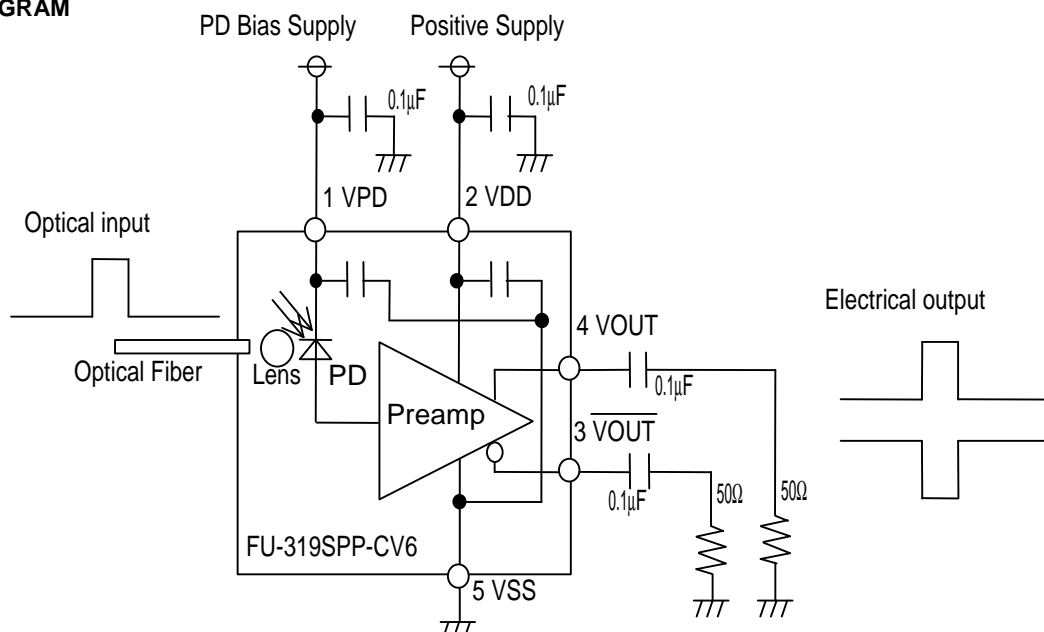 GRAM
PD Bias Supply
Positive Supply
0.1µF
0.1µF
1 VPD
2 VDD
Optical input
Electrical output
4 VOUT
Optical Fiber
Lens
PD
0.1µF
Preamp
3 V̅O̅U̅T̅
0.1µF
50Ω
50Ω
FU-319SPP-CV6
5 VSS